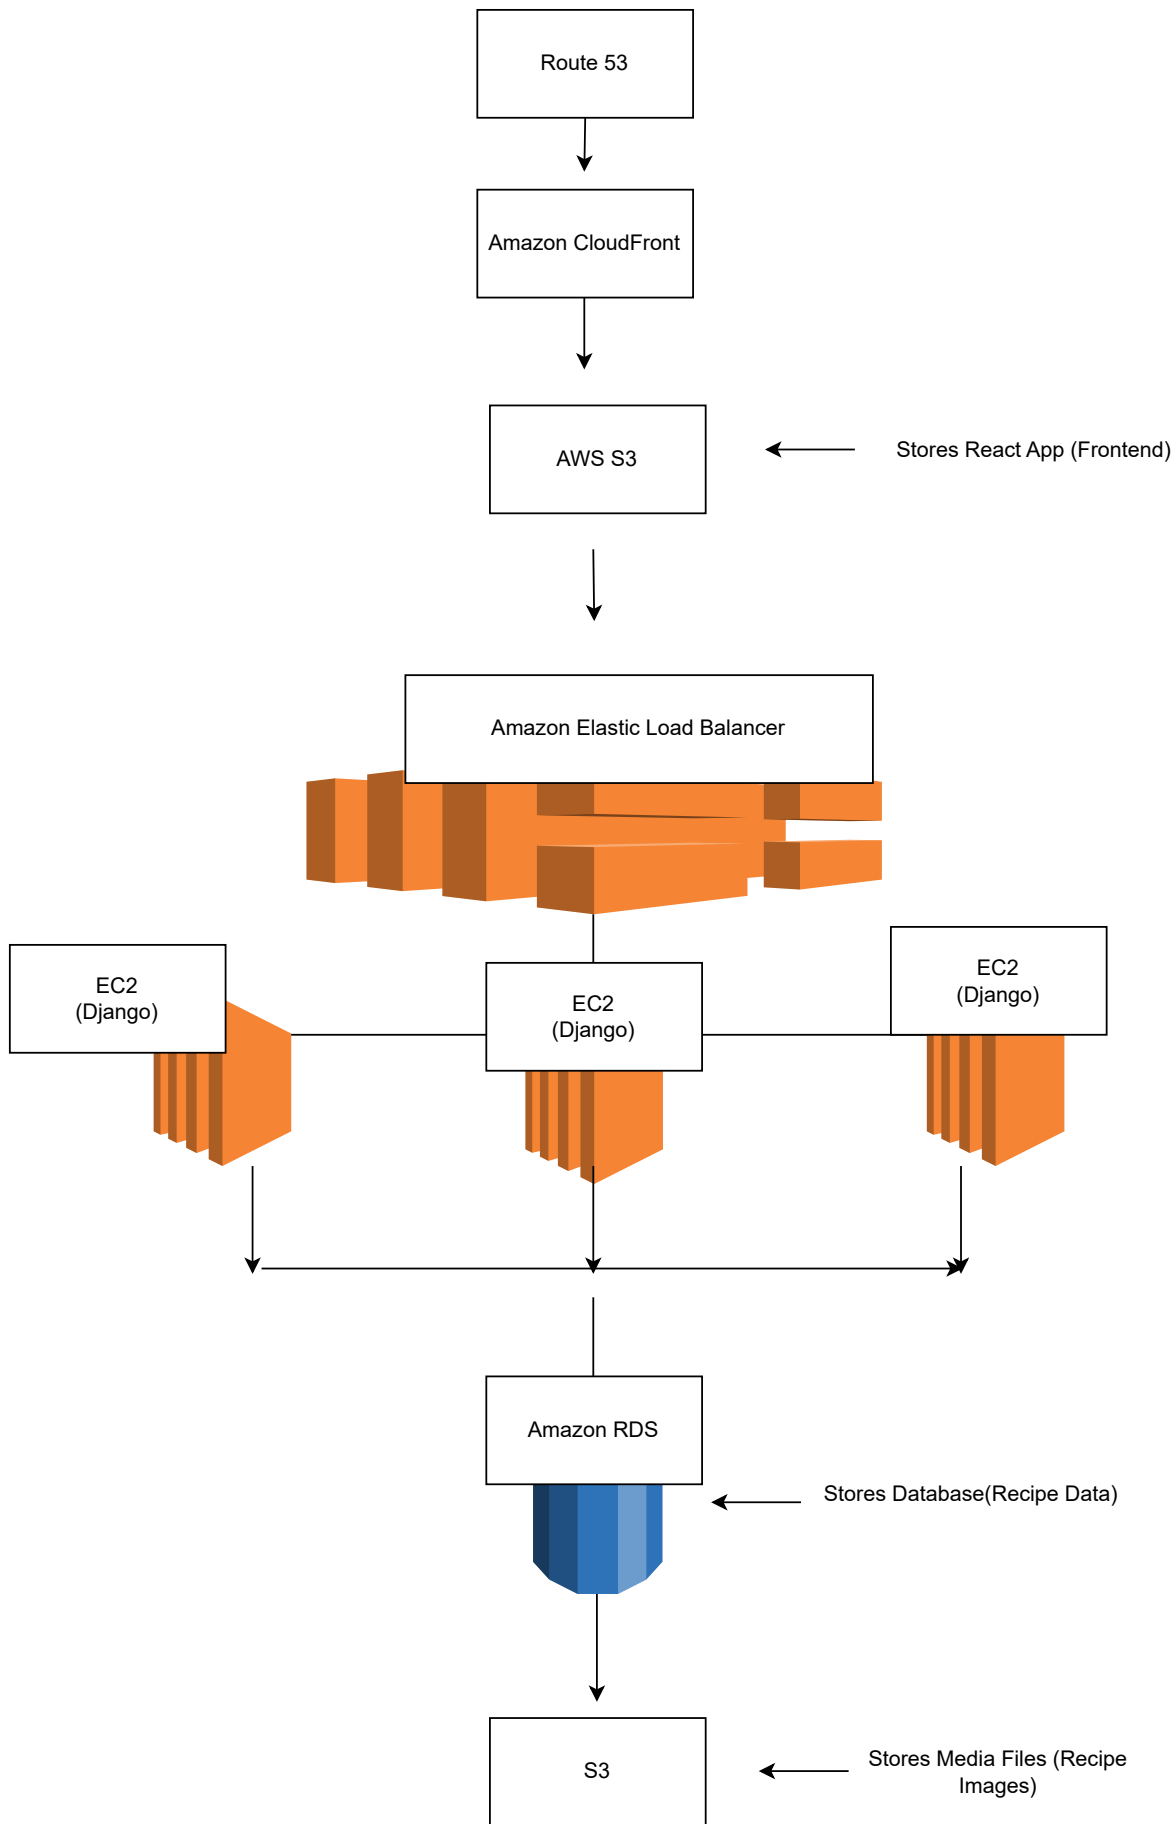 Route 53
Amazon CloudFront
AWS S3
Stores React App (Frontend)
Amazon Elastic Load Balancer
EC2
(Django)
EC2
(Django)
EC2
(Django)
Amazon RDS
Stores Database(Recipe Data)
S3
Stores Media Files (Recipe
Images)